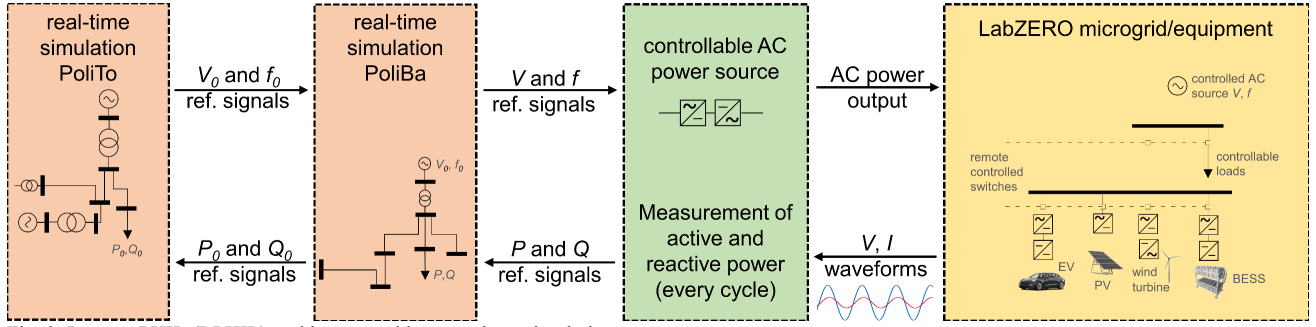 real-time
simulation
PoliTo
P₀,Q₀
V₀ and f₀
ref. signals
P₀ and Q₀
ref. signals
real-time
simulation
PoliBa
V₀, f₀
P,Q
V and f
ref. signals
P and Q
ref. signals
controllable AC
power source
Measurement of
active and
reactive power
(every cycle)
AC power
output
V, I
waveforms
LabZERO microgrid/equipment
controlled AC
source V, f
remote
controlled
switches
controllable
loads
EV
PV
wind
turbine
BESS